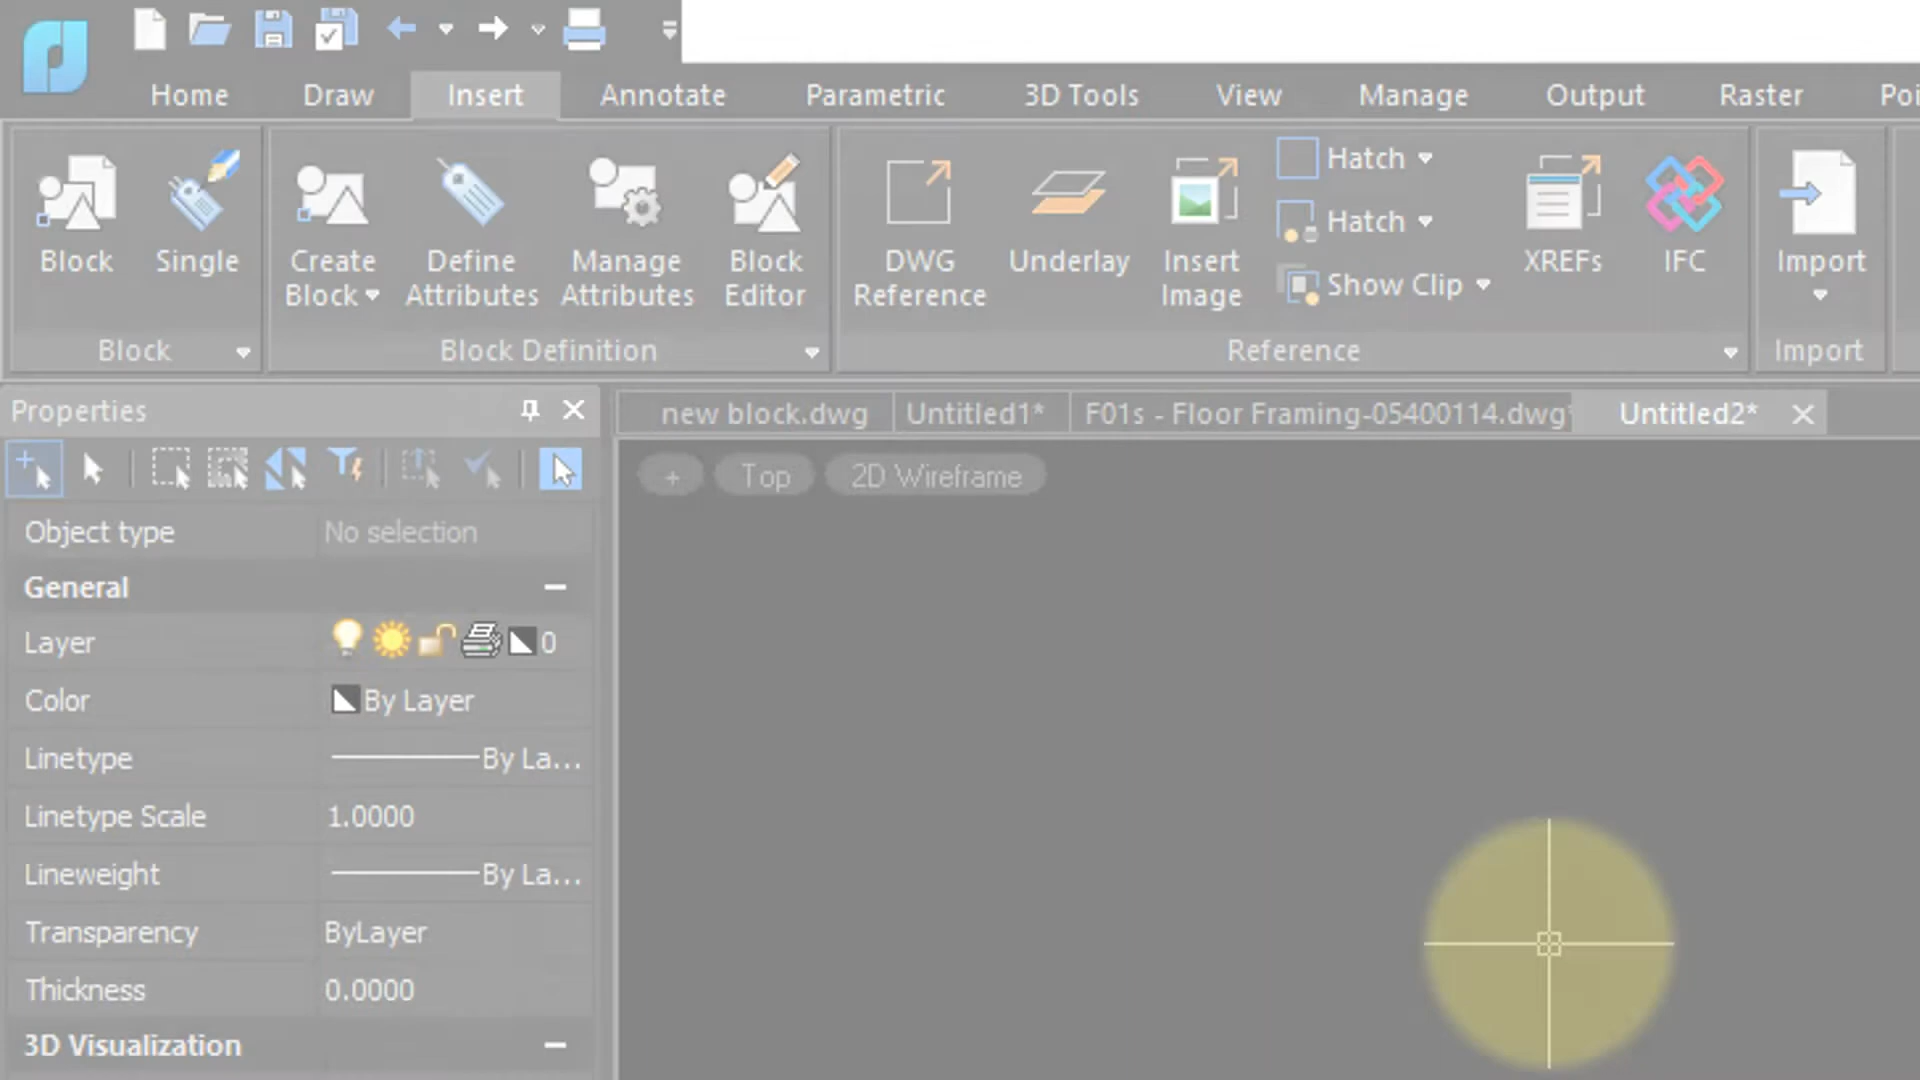 Home Draw Insert Annotate Parametric 3D Tools View Manage Output Raster Poi
Block
Single
Create
Block
Define
Attributes
Manage
Attributes
Block
Editor
DWG
Reference
Underlay
Insert
Image
Hatch
Hatch
Show Clip
XREFs
IFC
Import
Block
Block Definition
Reference
Import
Properties
new block.dwg
Untitled1*
F01s - Floor Framing-05400114.dwg*
Untitled2*
+
Top
2D Wireframe
Object type No selection
General
Layer 0
Color By Layer
Linetype By La...
Linetype Scale 1.0000
Lineweight By La...
Transparency ByLayer
Thickness 0.0000
3D Visualization